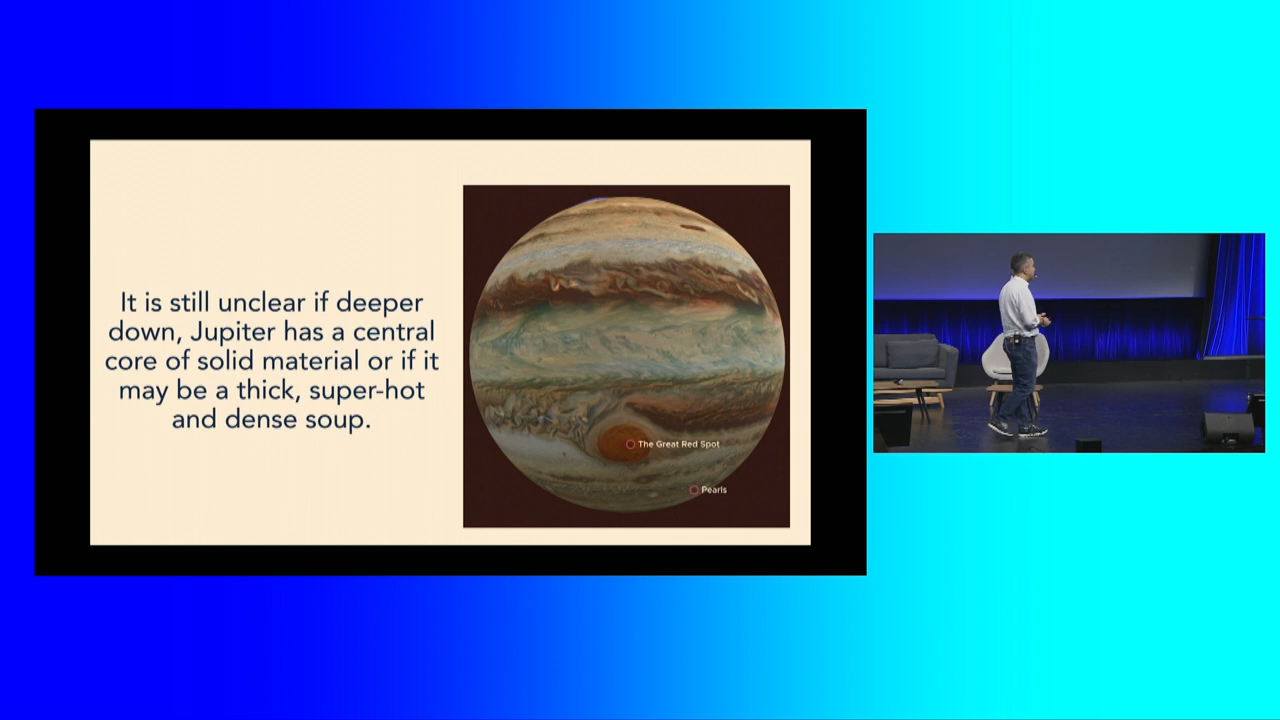 It is still unclear if deeper
down, Jupiter has a central
core of solid material or if it
may be a thick, super-hot
and dense soup.
The Great Red Spot
Pearls